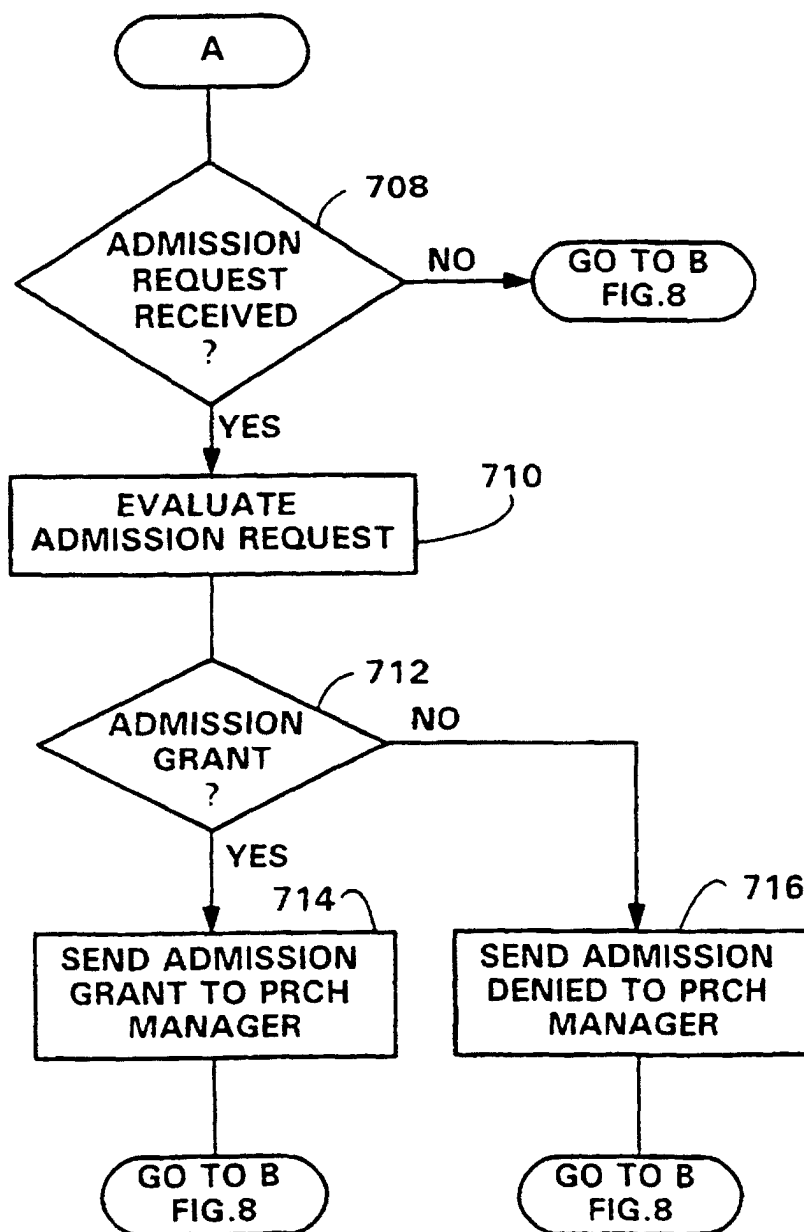 A
708
ADMISSION
REQUEST
RECEIVED
?
NO
GO TO B
FIG.8
YES
EVALUATE
ADMISSION REQUEST
710
712
ADMISSION
GRANT
?
NO
YES
714
SEND ADMISSION
GRANT TO PRCH
MANAGER
716
SEND ADMISSION
DENIED TO PRCH
MANAGER
GO TO B
FIG.8
GO TO B
FIG.8